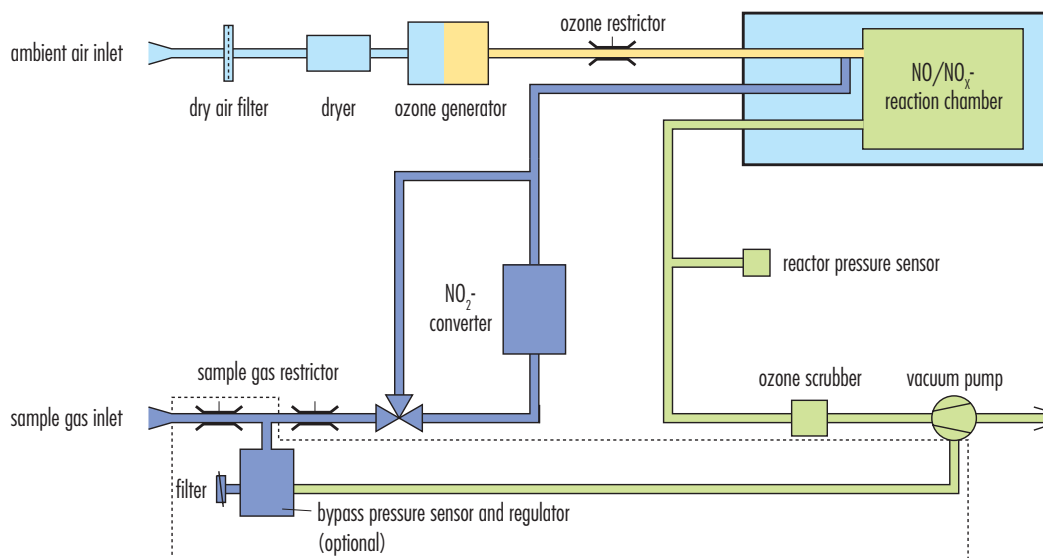 ozone restrictor
ambient air inlet
NO/NOₓ-
reaction chamber
dry air filter
dryer
ozone generator
reactor pressure sensor
NO₂-
converter
sample gas restrictor
ozone scrubber
vacuum pump
sample gas inlet
filter
bypass pressure sensor and regulator
(optional)